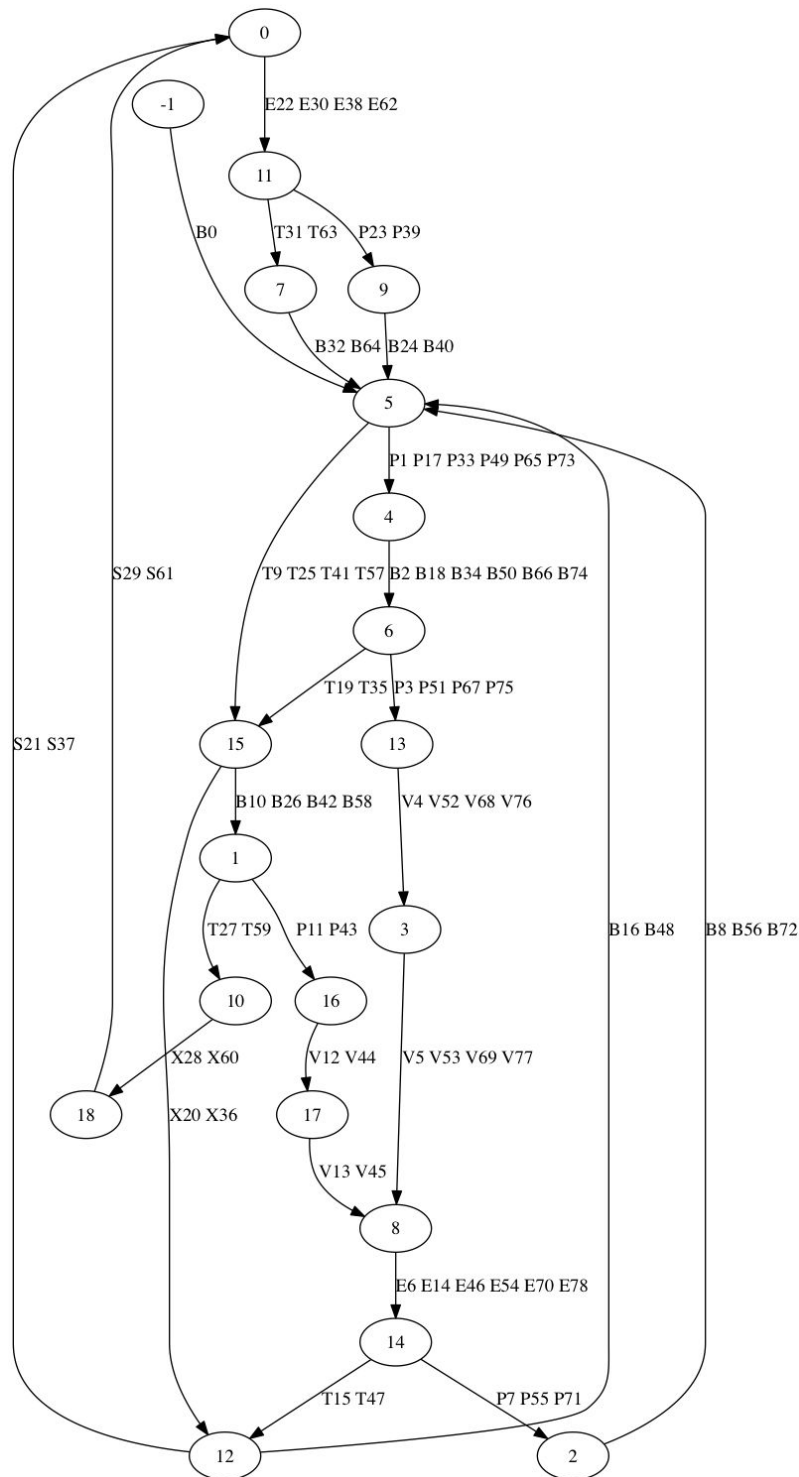 0
-1
E22 E30 E38 E62
11
B0
T31 T63
P23 P39
7
9
B32 B64
B24 B40
5
P1 P17 P33 P49 P65 P73
4
S29 S61
T9 T25 T41 T57
B2 B18 B34 B50 B66 B74
6
T19 T35
P3 P51 P67 P75
S21 S37
15
13
B10 B26 B42 B58
V4 V52 V68 V76
1
T27 T59
P11 P43
3
B16 B48
B8 B56 B72
10
16
X28 X60
V12 V44
V5 V53 V69 V77
18
X20 X36
17
V13 V45
8
E6 E14 E46 E54 E70 E78
14
T15 T47
P7 P55 P71
12
2